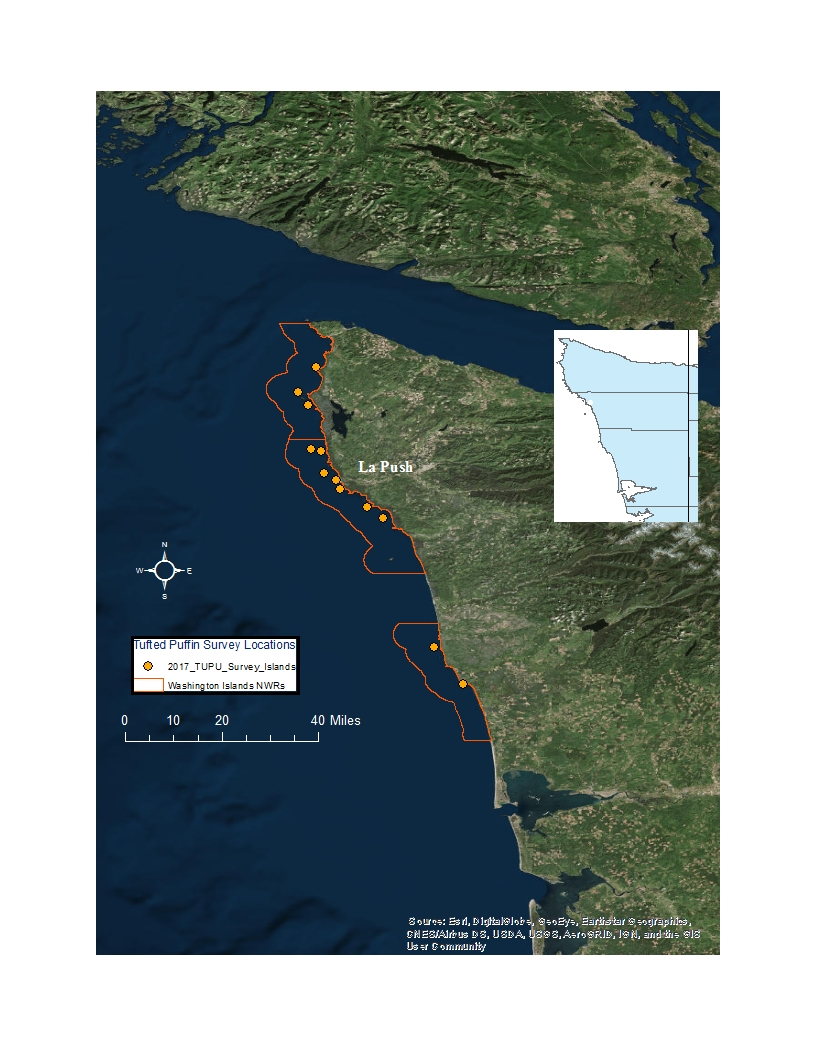 La Push
N
W E
S
Tufted Puffin Survey Locations
2017_TUPU_Survey_Islands
Washington Islands NWRs
0 10 20 40 Miles
Source: Esri, DigitalGlobe, GeoEye, Earthstar Geographics,
CNES/Airbus DS, USDA, USGS, AeroGRID, IGN, and the GIS
User Community